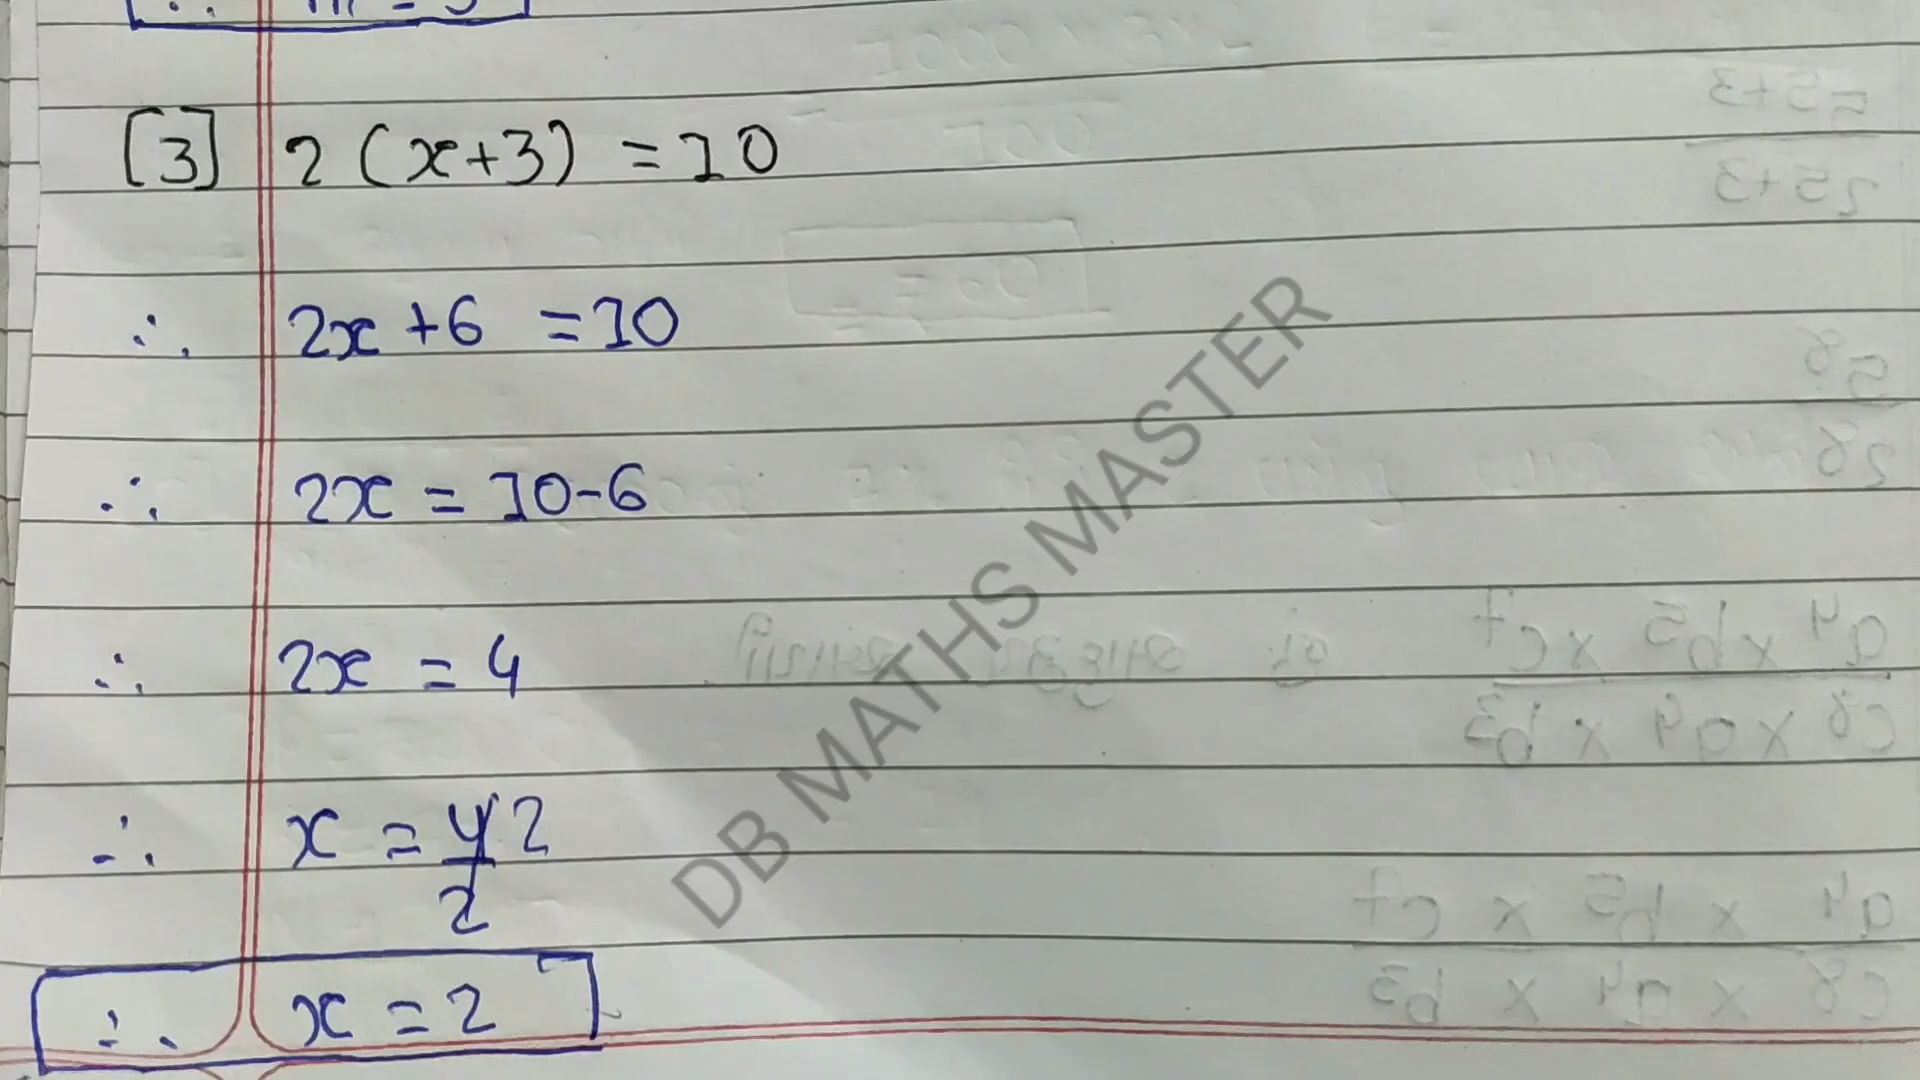 [3] 2(x+3) = 10
∴ 2x+6 = 10
∴ 2x = 10-6
∴ 2x = 4
∴ x = 4/2 2
∴ x = 2
DB MATHS MASTER